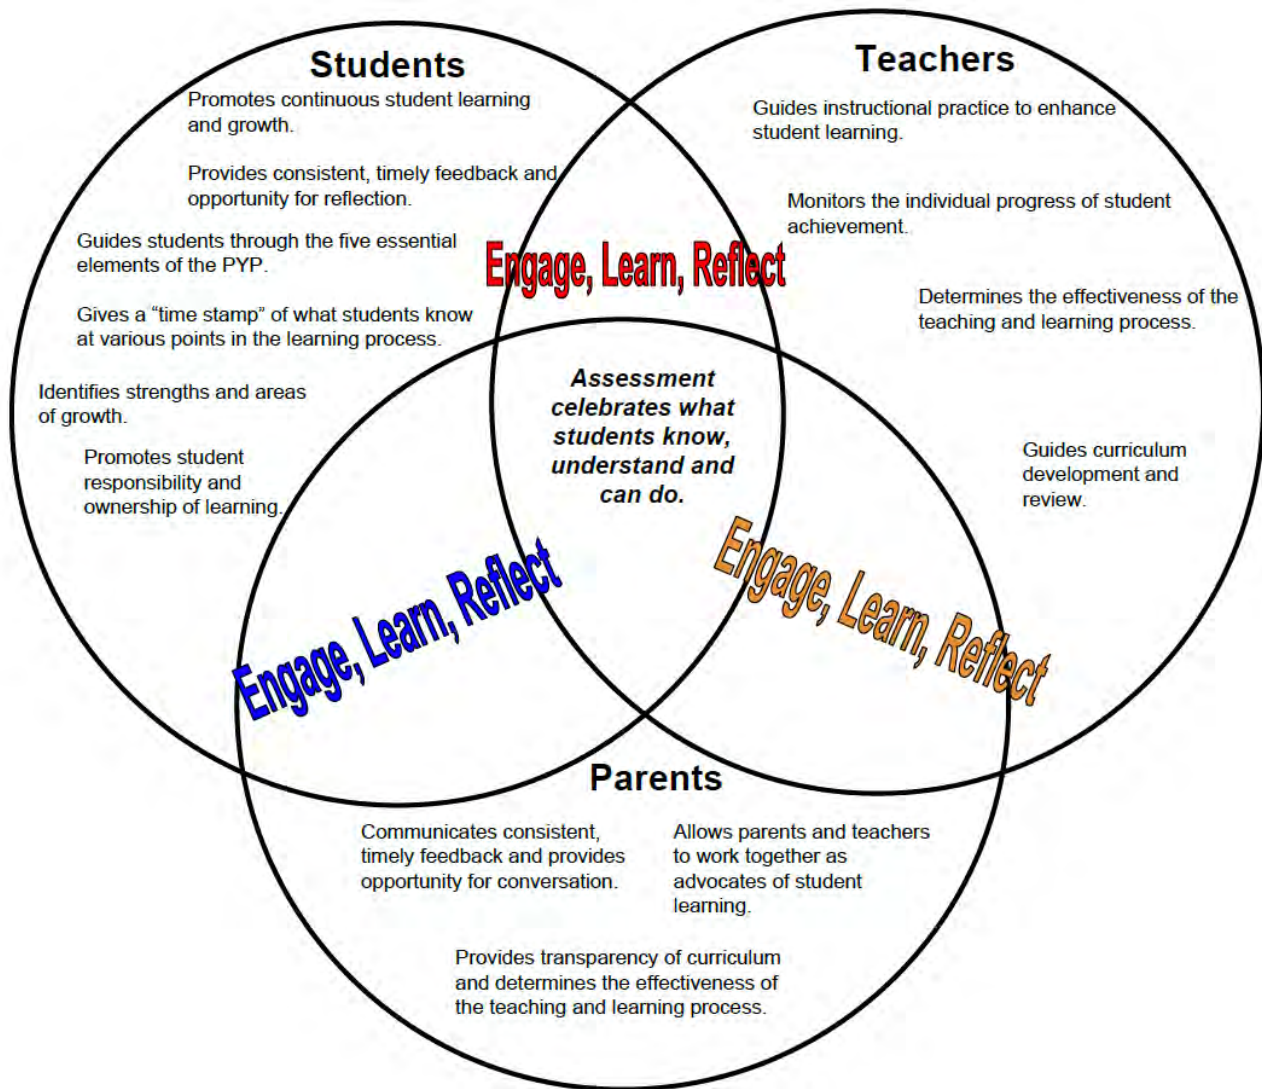 Students
Promotes continuous student learning
and growth.
Provides consistent, timely feedback and
opportunity for reflection.
Guides students through the five essential
elements of the PYP.
Gives a “time stamp” of what students know
at various points in the learning process.
Identifies strengths and areas
of growth.
Promotes student
responsibility and
ownership of learning.
Teachers
Guides instructional practice to enhance
student learning.
Monitors the individual progress of student
achievement.
Determines the effectiveness of the
teaching and learning process.
Guides curriculum
development and
review.
Engage, Learn, Reflect
Assessment
celebrates what
students know,
understand and
can do.
Engage, Learn, Reflect
Engage, Learn, Reflect
Parents
Communicates consistent,
timely feedback and provides
opportunity for conversation.
Allows parents and teachers
to work together as
advocates of student
learning.
Provides transparency of curriculum
and determines the effectiveness of
the teaching and learning process.